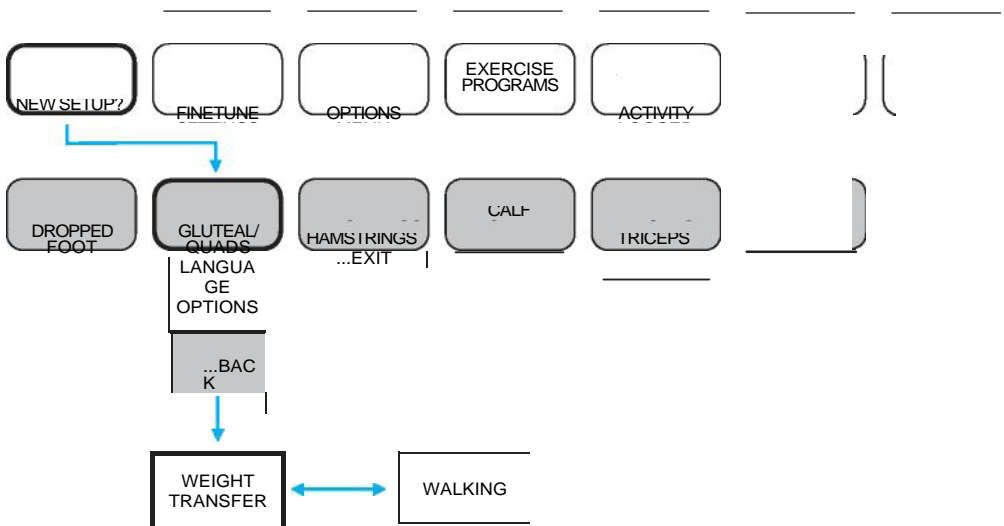 NEW SETUP?
FINETUNE
OPTIONS
EXERCISE
PROGRAMS
ACTIVITY
DROPPED
FOOT
GLUTEAL/
QUADS
HAMSTRINGS
CALF
TRICEPS
LANGUA
GE
OPTIONS
...EXIT
...BAC
K
WEIGHT
TRANSFER
WALKING